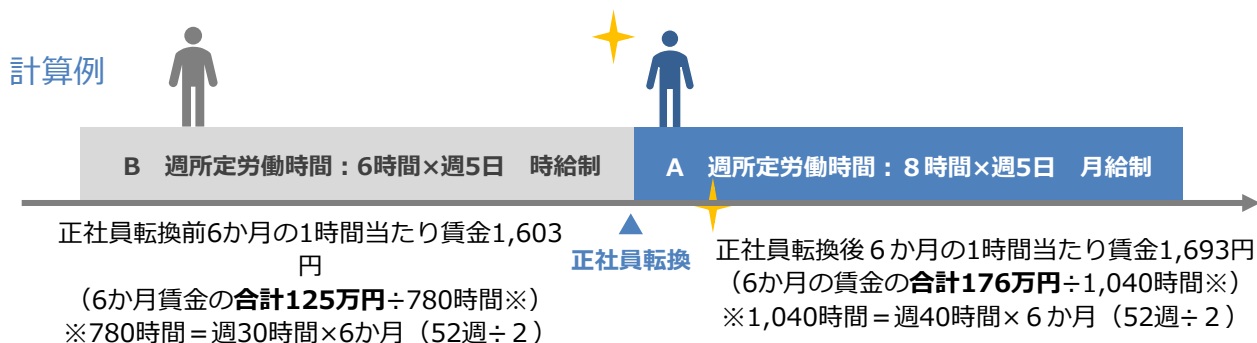 計算例
B 週所定労働時間：6時間×週5日 時給制
A 週所定労働時間：８時間×週5日 月給制
正社員転換前6か月の1時間当たり賃金1,603
円
（6か月賃金の合計125万円÷780時間※）
※780時間＝週30時間×6か月（52週÷２）
正社員転換
正社員転換後６か月の1時間当たり賃金1,693円
（6か月の賃金の合計176万円÷1,040時間※）
※1,040時間＝週40時間×６か月（52週÷２）